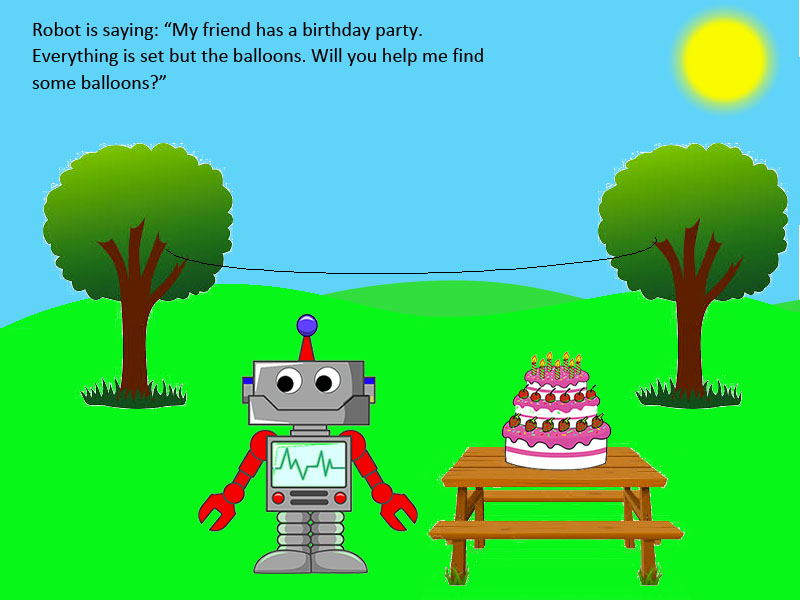 Robot is saying: “My friend has a birthday party.
Everything is set but the balloons. Will you help me find
some balloons?”